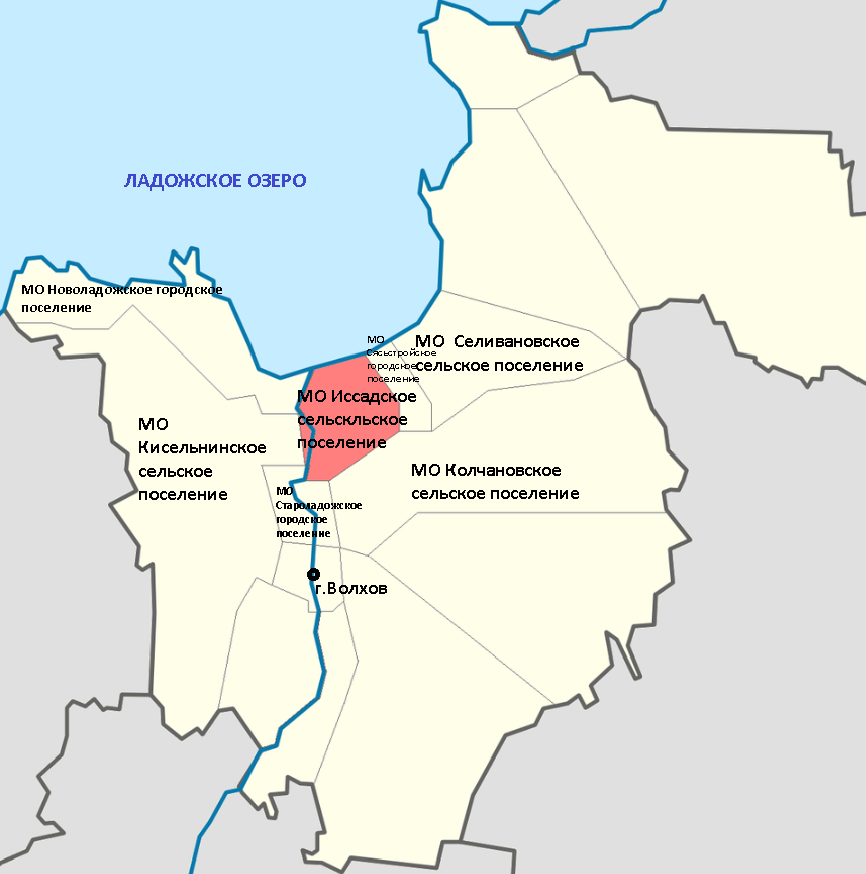 ЛАДОЖСКОЕ ОЗЕРО
МО Новоладожское городское
поселение
МО
Сясьстройское
городское
поселение
МО Селивановское
сельское поселение
МО Иссадское
сельскльское
поселение
МО
Кисельнинское
сельское
поселение
МО Колчановское
сельское поселение
МО
Староладожское
городское
поселение
г.Волхов